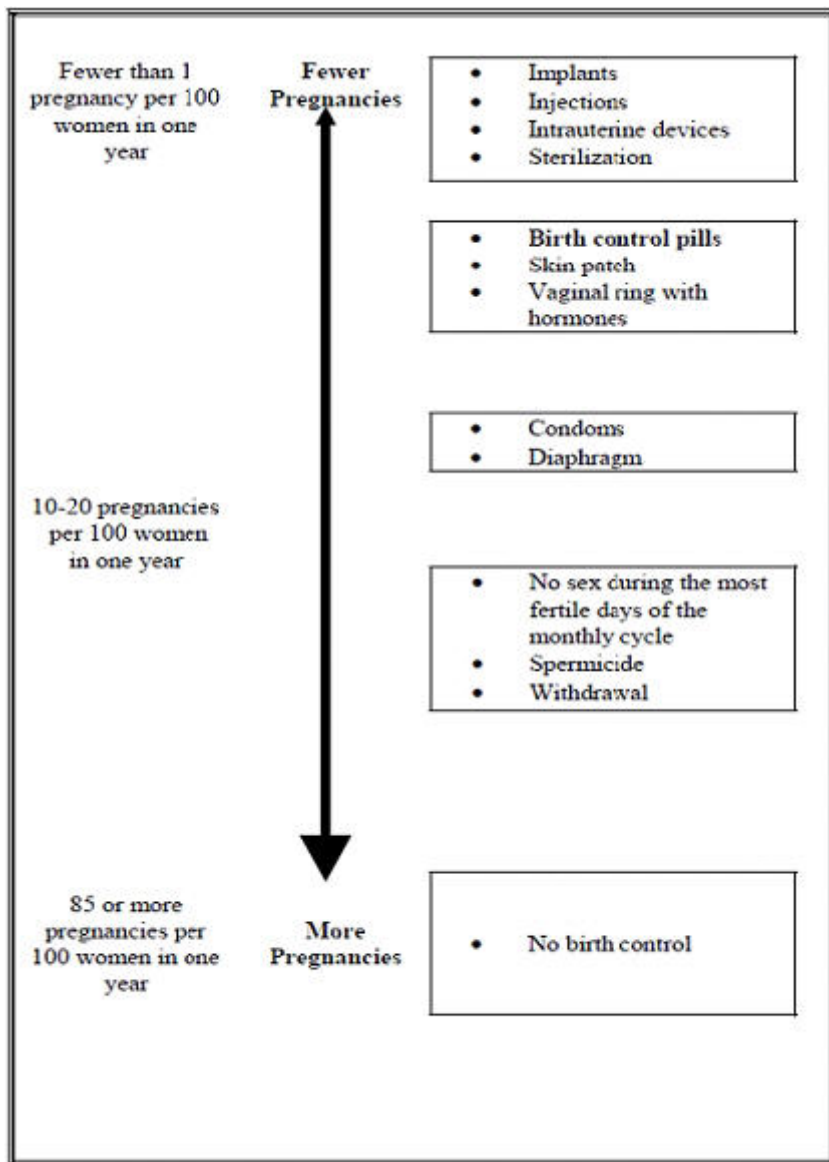 Fewer than 1
pregnancy per 100
women in one
year
Fewer
Pregnancies
• Implants
• Injections
• Intrauterine devices
• Sterilization
• Birth control pills
• Skin patch
• Vaginal ring with
hormones
• Condoms
• Diaphragm
10-20 pregnancies
per 100 women
in one year
• No sex during the most
fertile days of the
monthly cycle
• Spermicide
• Withdrawal
85 or more
pregnancies per
100 women in one
year
More
Pregnancies
• No birth control